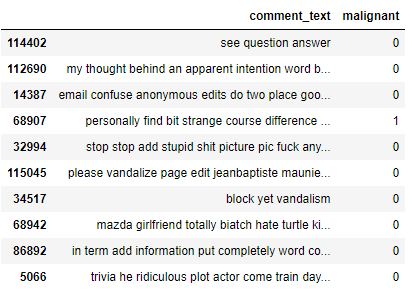 comment_text malignant
114402 see question answer 0
112690 my thought behind an apparent intention word b... 0
14387 email confuse anonymous edits do two place goo... 0
68907 personally find bit strange course difference ... 1
32994 stop stop add stupid shit picture pic fuck any... 0
115045 please vandalize page edit jeanbaptiste maunie... 0
34517 block yet vandalism 0
68942 mazda girlfriend totally biatch hate turtle ki... 0
86892 in term add information put completely word co... 0
5066 trivia he ridiculous plot actor come train day... 0